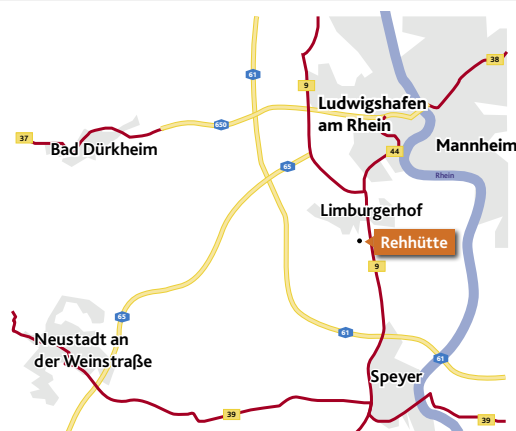 38
61
9
Ludwigshafen
am Rhein
650
37
Bad Dürkheim
Mannheim
44
65
Rhein
Limburgerhof
Rehhütte
9
65
61
Neustadt an
der Weinstraße
61
Speyer
39
39